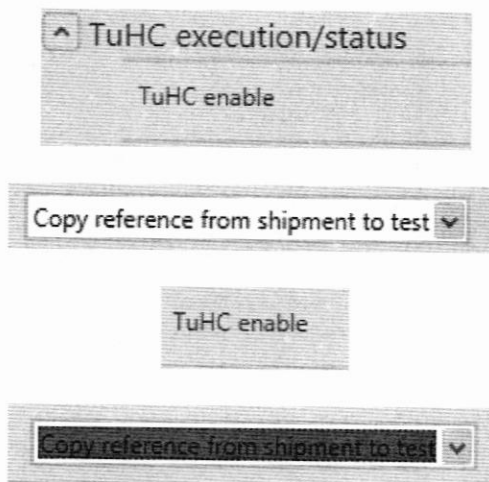 TuHC execution/status
TuHC enable
Copy reference from shipment to test
TuHC enable
Copy reference from shipment to test